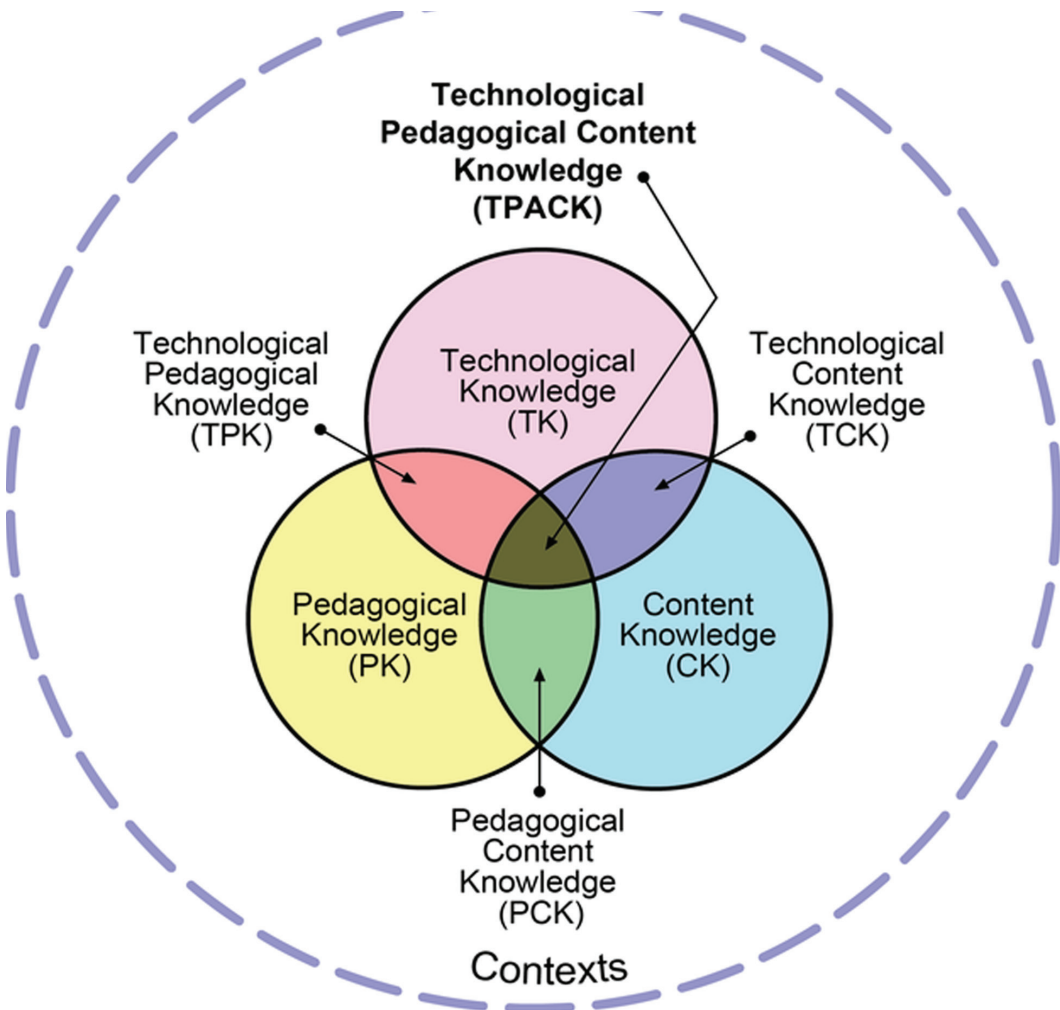 Technological
Pedagogical Content
Knowledge
(TPACK)
Technological
Pedagogical
Knowledge
(TPK)
Technological
Knowledge
(TK)
Technological
Content
Knowledge
(TCK)
Pedagogical
Knowledge
(PK)
Content
Knowledge
(CK)
Pedagogical
Content
Knowledge
(PCK)
Contexts